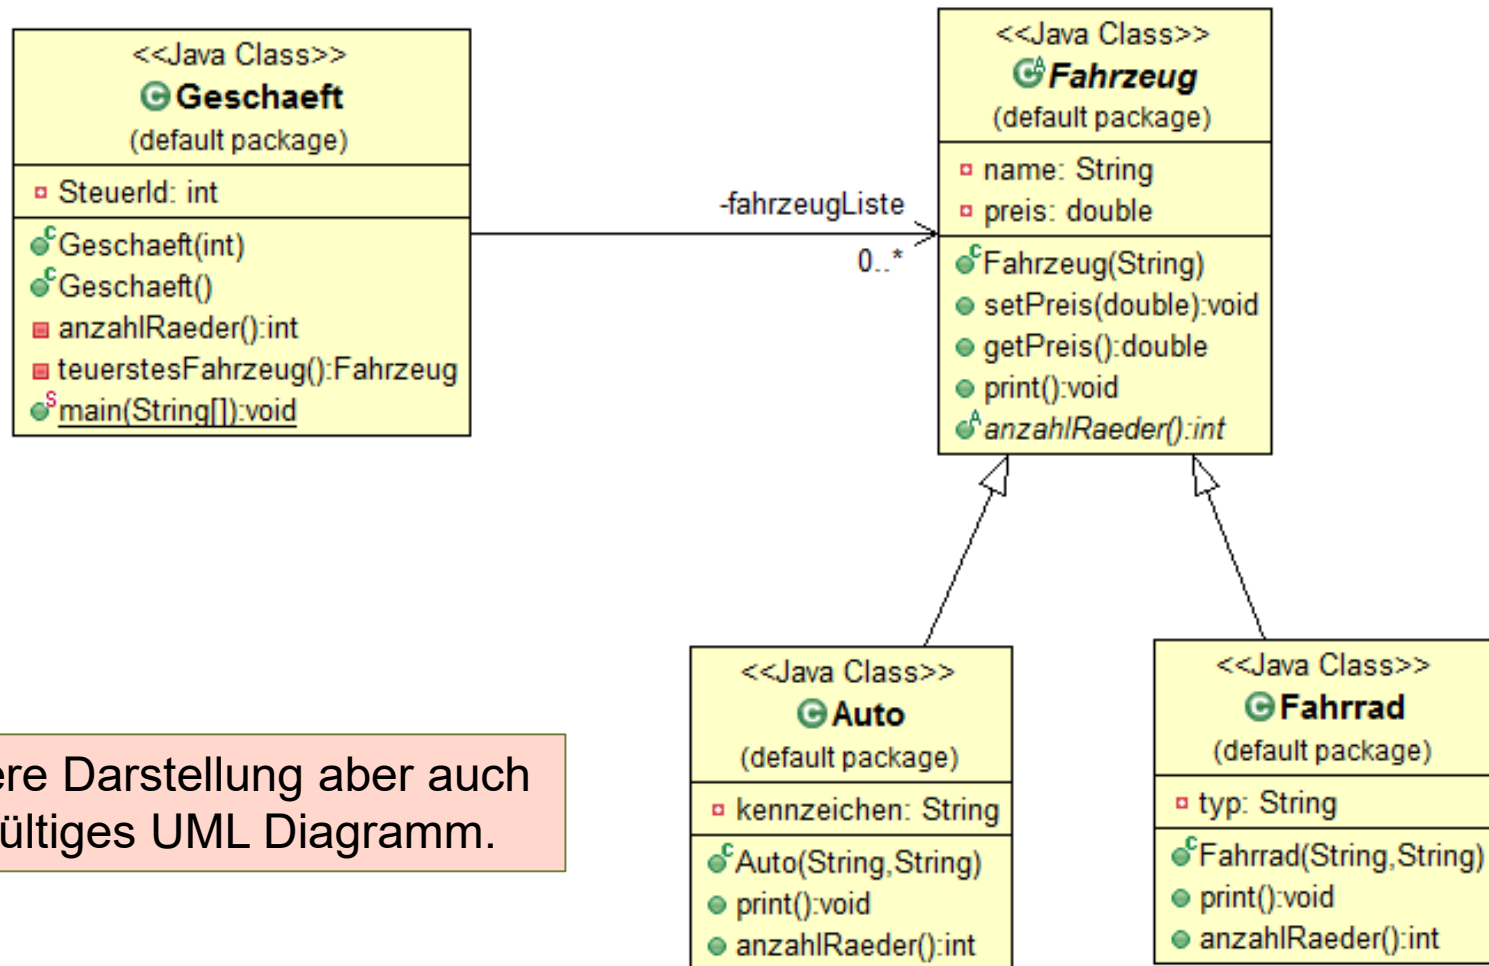 <<Java Class>>
Geschaeft
(default package)
SteuerId: int
Geschaeft(int)
Geschaeft()
anzahlRaeder():int
teuerstesFahrzeug():Fahrzeug
main(String[]):void
-fahrzeugListe
0..*
<<Java Class>>
Fahrzeug
(default package)
name: String
preis: double
Fahrzeug(String)
setPreis(double):void
getPreis():double
print():void
anzahlRaeder():int
<<Java Class>>
Auto
(default package)
kennzeichen: String
Auto(String,String)
print():void
anzahlRaeder():int
<<Java Class>>
Fahrrad
(default package)
typ: String
Fahrrad(String,String)
print():void
anzahlRaeder():int
Darstellung aber auch
UML Diagramm.